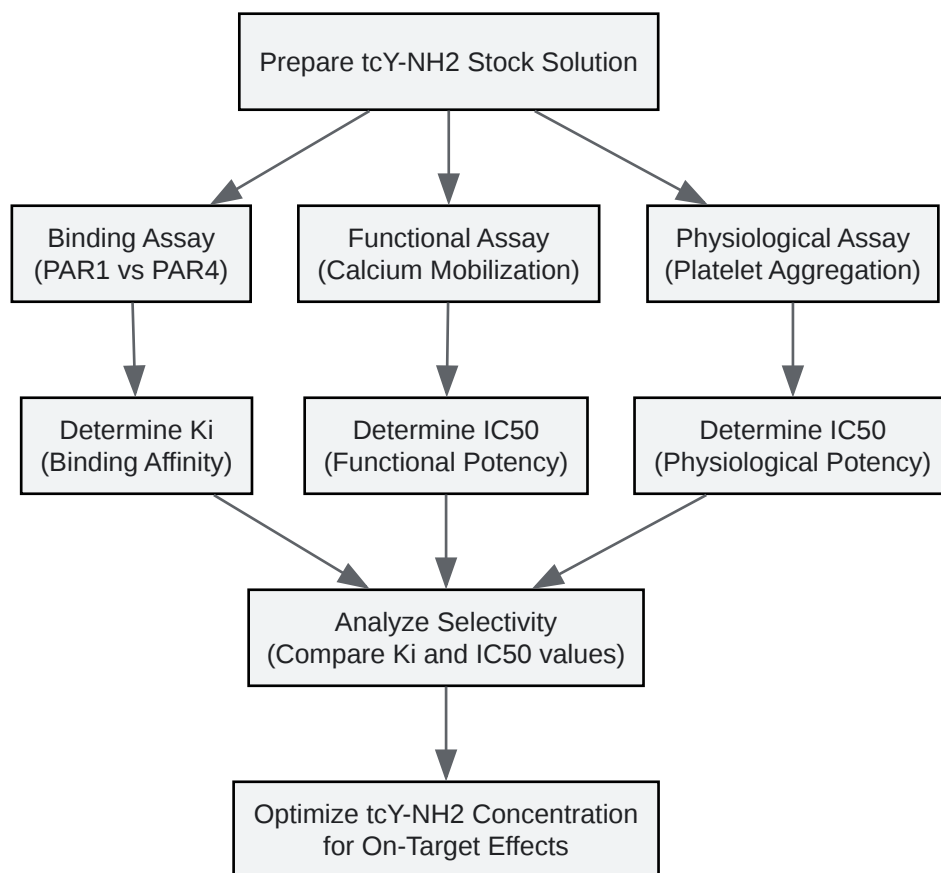 Prepare tcY-NH2 Stock Solution
Binding Assay
(PAR1 vs PAR4)
Functional Assay
(Calcium Mobilization)
Physiological Assay
(Platelet Aggregation)
Determine Ki
(Binding Affinity)
Determine IC50
(Functional Potency)
Determine IC50
(Physiological Potency)
Analyze Selectivity
(Compare Ki and IC50 values)
Optimize tcY-NH2 Concentration
for On-Target Effects